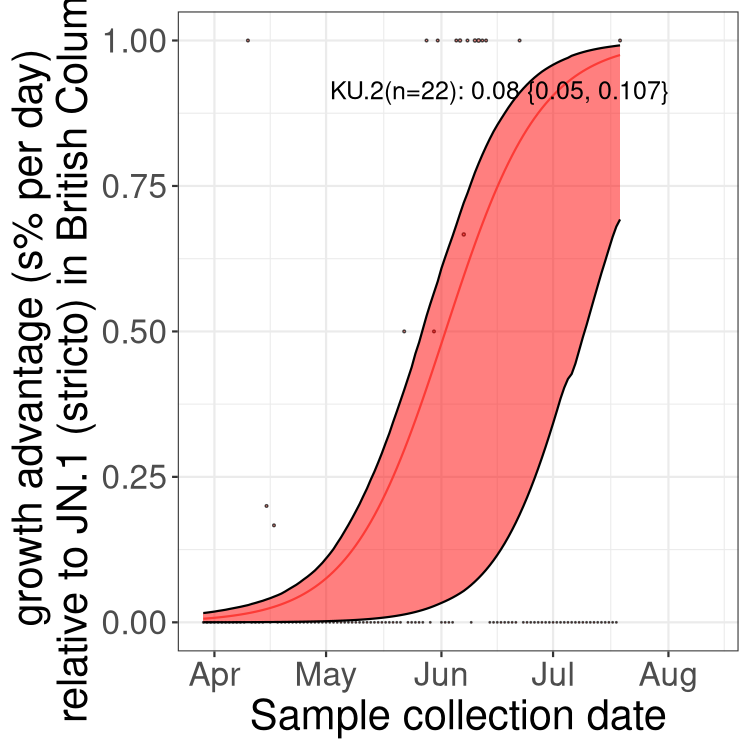 growth advantage (s% per day)
relative to JN.1 (stricto) in British Colum
1.00
0.75
0.50
0.25
0.00
KU.2(n=22): 0.08 {0.05, 0.107}
Apr May Jun Jul Aug
Sample collection date